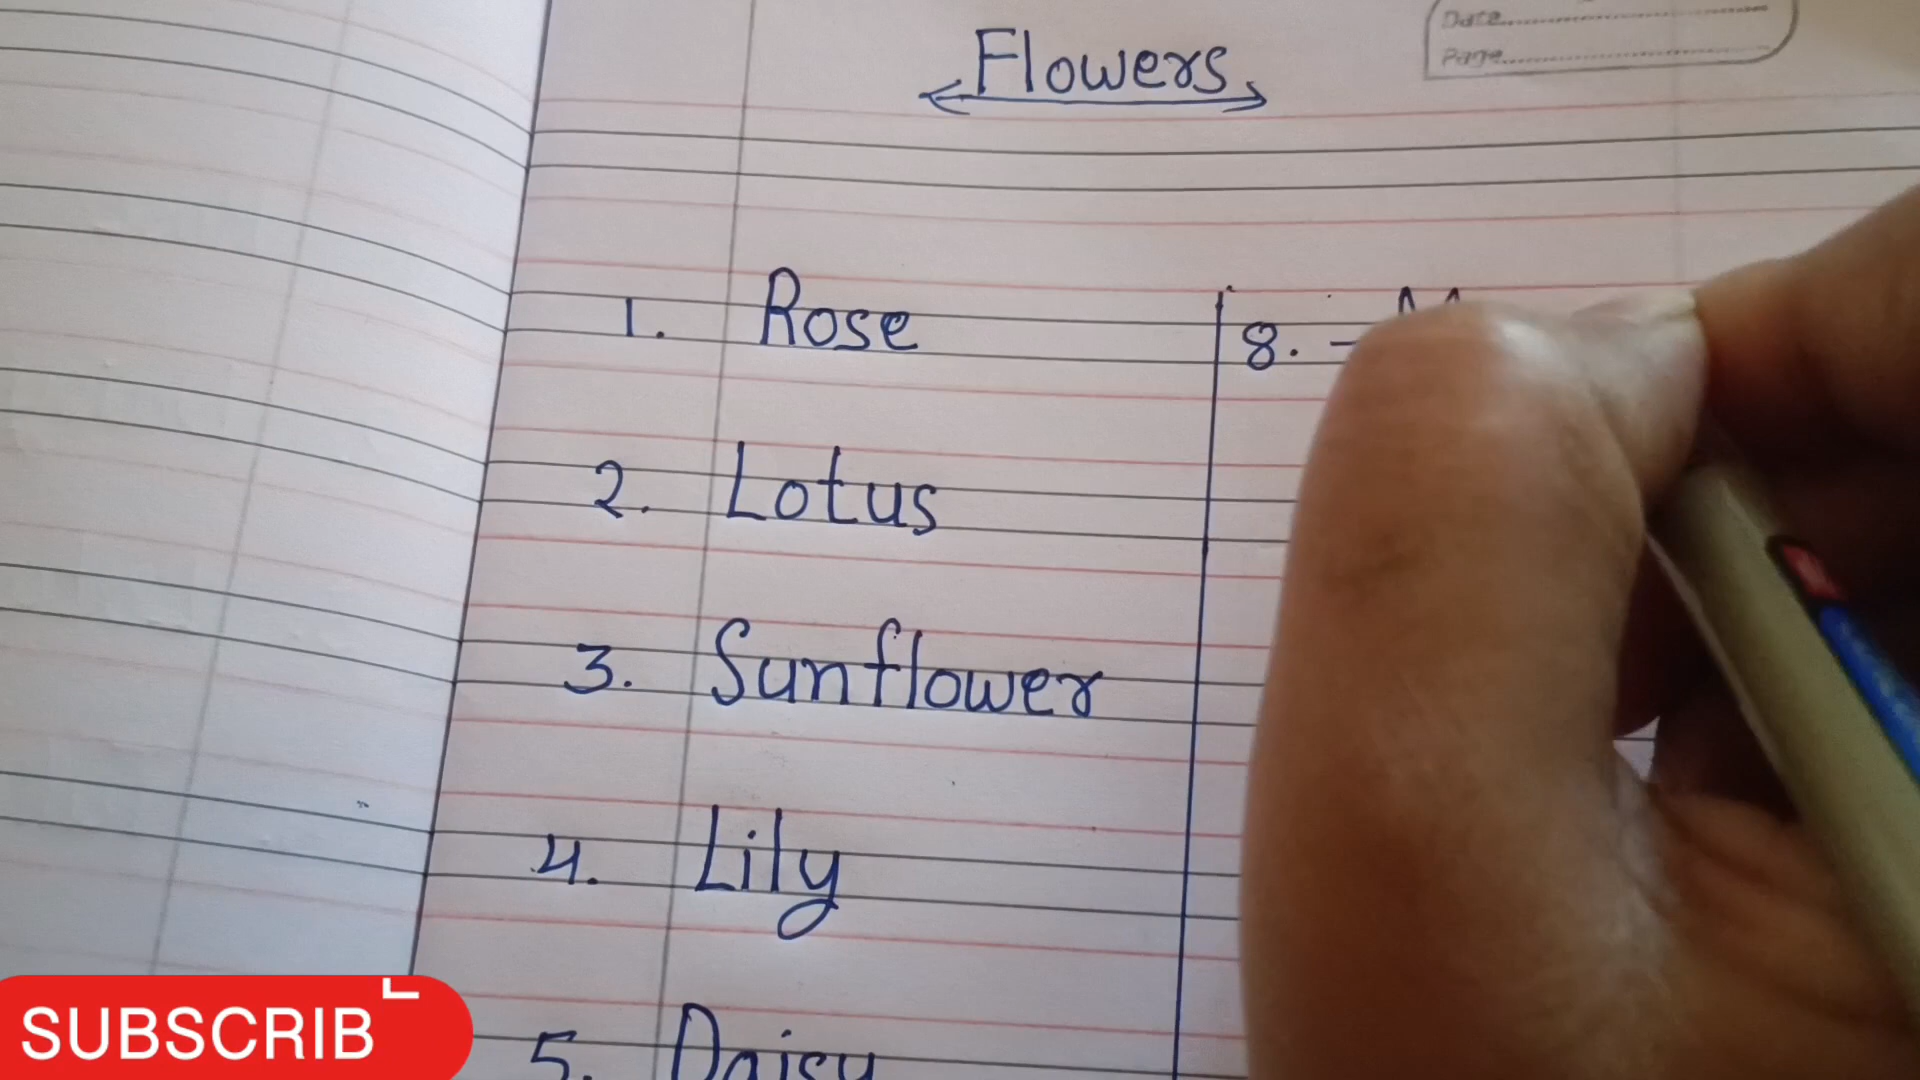 Date
Page
Flowers
1. Rose
2. Lotus
3. Sunflower
4. Lily
5. Daisy
8.
SUBSCRIB